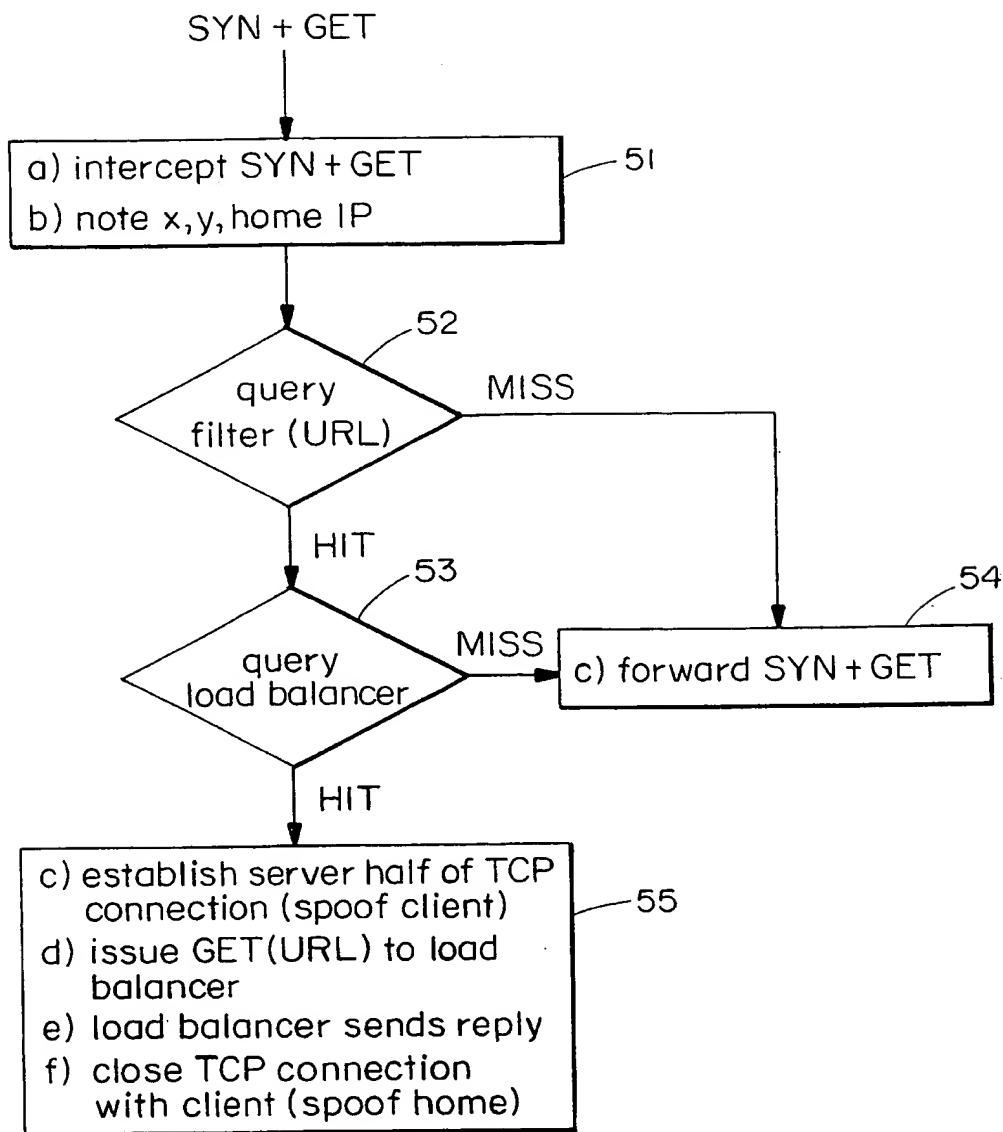 SYN + GET
a) intercept SYN + GET
b) note x, y, home IP
51
52
query
filter (URL)
MISS
HIT
53
54
query
load balancer
MISS
c) forward SYN + GET
HIT
c) establish server half of TCP
connection (spoof client)
d) issue GET(URL) to load
balancer
e) load balancer sends reply
f) close TCP connection
with client (spoof home)
55